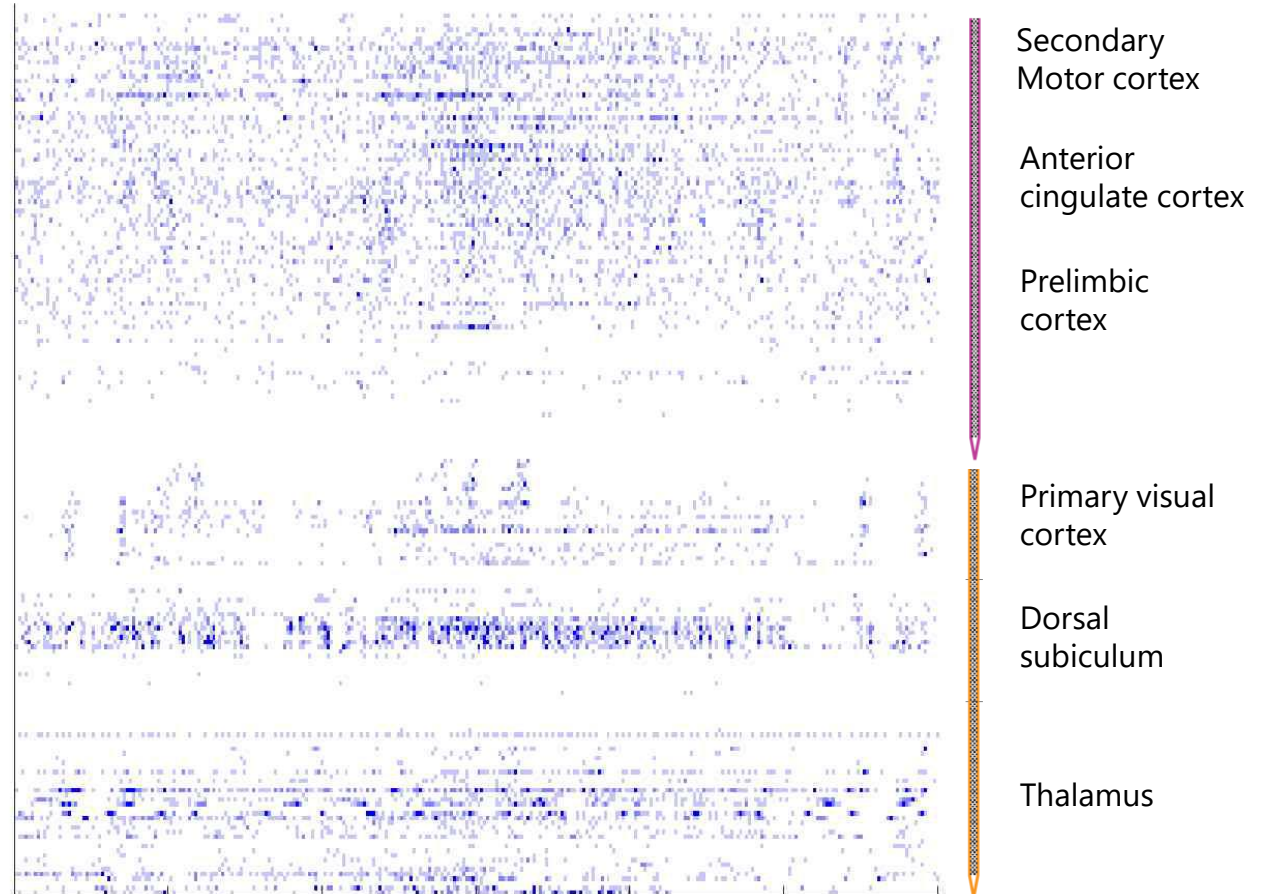 Secondary
Motor cortex
Anterior
cingulate cortex
Prelimbic
cortex
Primary visual
cortex
Dorsal
subiculum
Thalamus